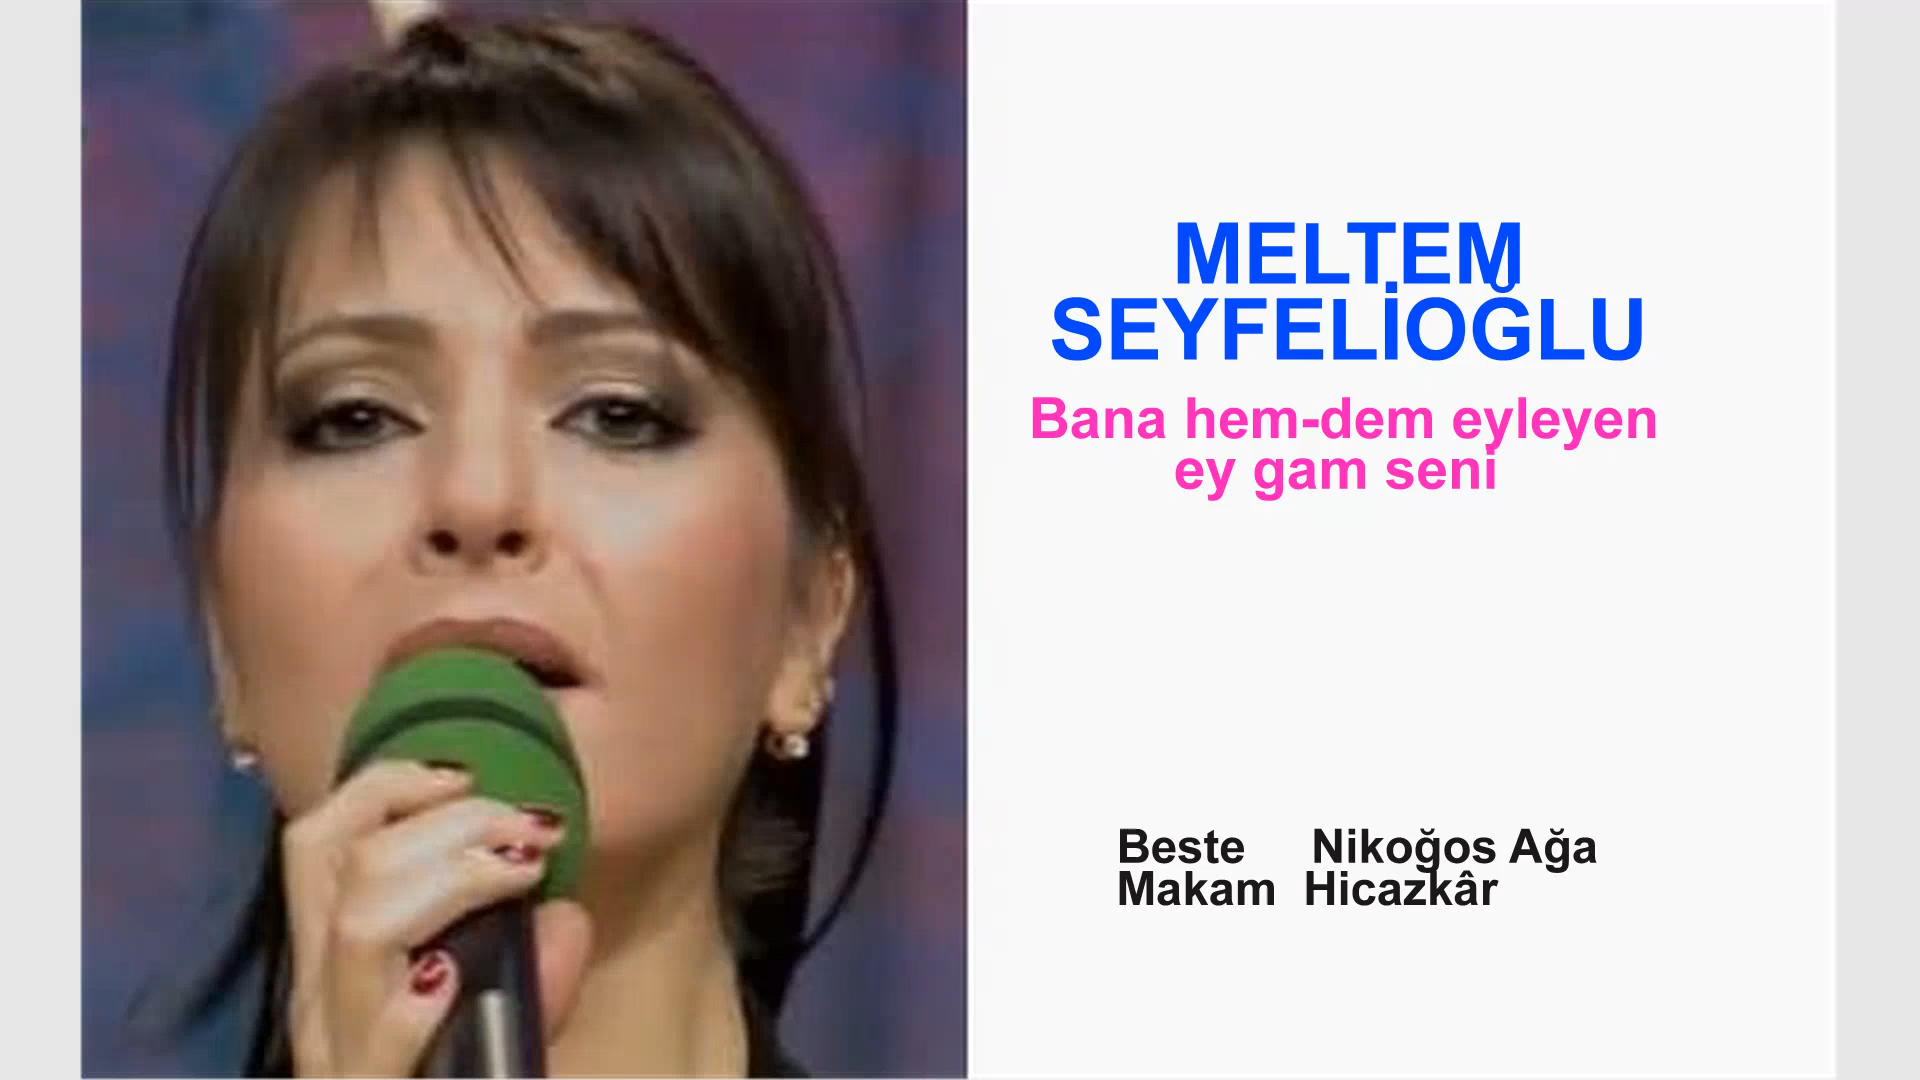 MELTEM
SEYFELİOĞLU
Bana hem-dem eyleyen
ey gam seni
Beste Nikoğos Ağa
Makam Hicazkâr